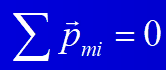 ∑ p⃗ₘᵢ = 0